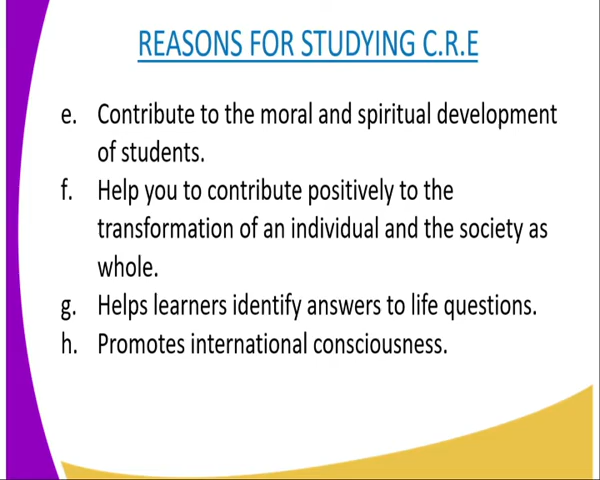 REASONS FOR STUDYING C.R.E
e. Contribute to the moral and spiritual development
of students.
f. Help you to contribute positively to the
transformation of an individual and the society as
whole.
g. Helps learners identify answers to life questions.
h. Promotes international consciousness.